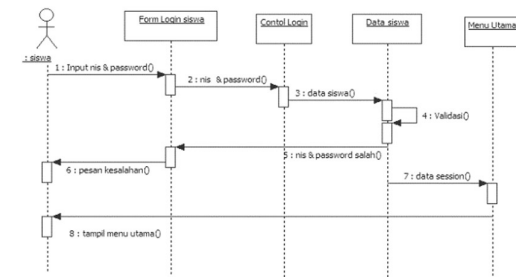 Form Login siswa
Contol Login
Data siswa
Menu Utama
: siswa
1 : Input nis & password()
2 : nis & password()
3 : data siswa()
4 : Validasi()
5 : nis & password salah()
6 : pesan kesalahan()
7 : data session()
8 : tampil menu utama()